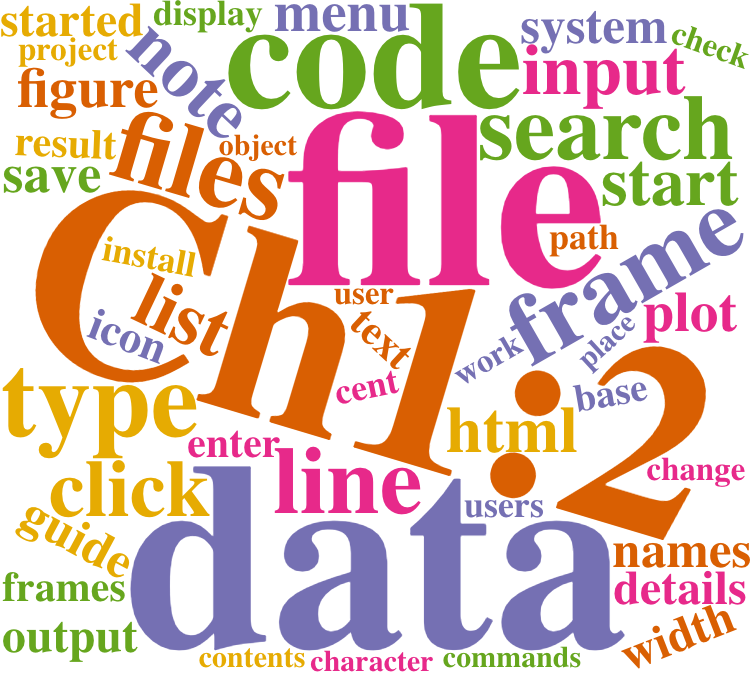 started
display
menu
system
check
project
note
code
input
figure
file
search
result
files
object
save
start
Ch1:2
path
frame
install
list
user
text
icon
plot
place
work
cent
base
type
html
enter
line
change
click
users
data
guide
names
frames
details
output
width
contents
character
commands